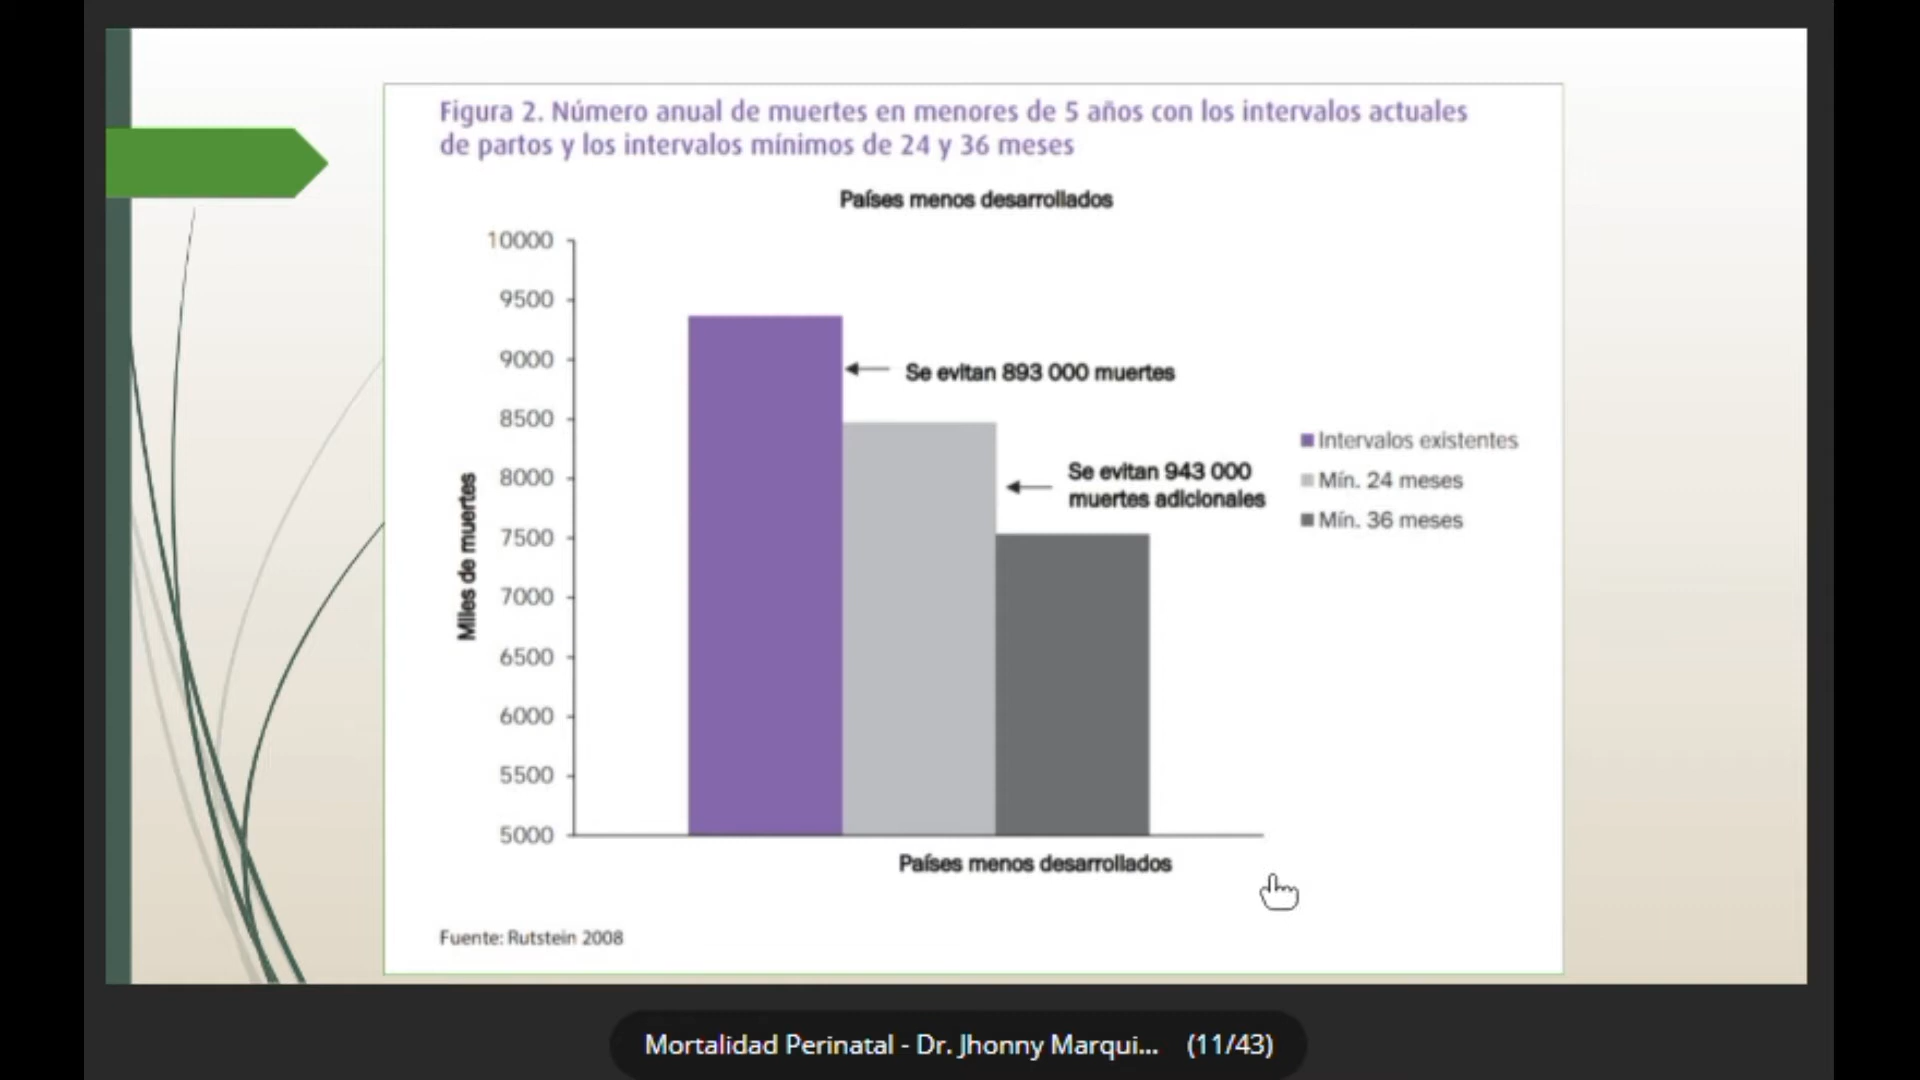 Figura 2. Número anual de muertes en menores de 5 años con los intervalos actuales
de partos y los intervalos mínimos de 24 y 36 meses
Países menos desarrollados
10000
9500
9000
8500
8000
7500
7000
6500
6000
5500
5000
Miles de muertes
Se evitan 893 000 muertes
Se evitan 943 000
muertes adicionales
Intervalos existentes
Mín. 24 meses
Mín. 36 meses
Países menos desarrollados
Fuente: Rutstein 2008
Mortalidad Perinatal - Dr. Jhonny Marqui... (11/43)